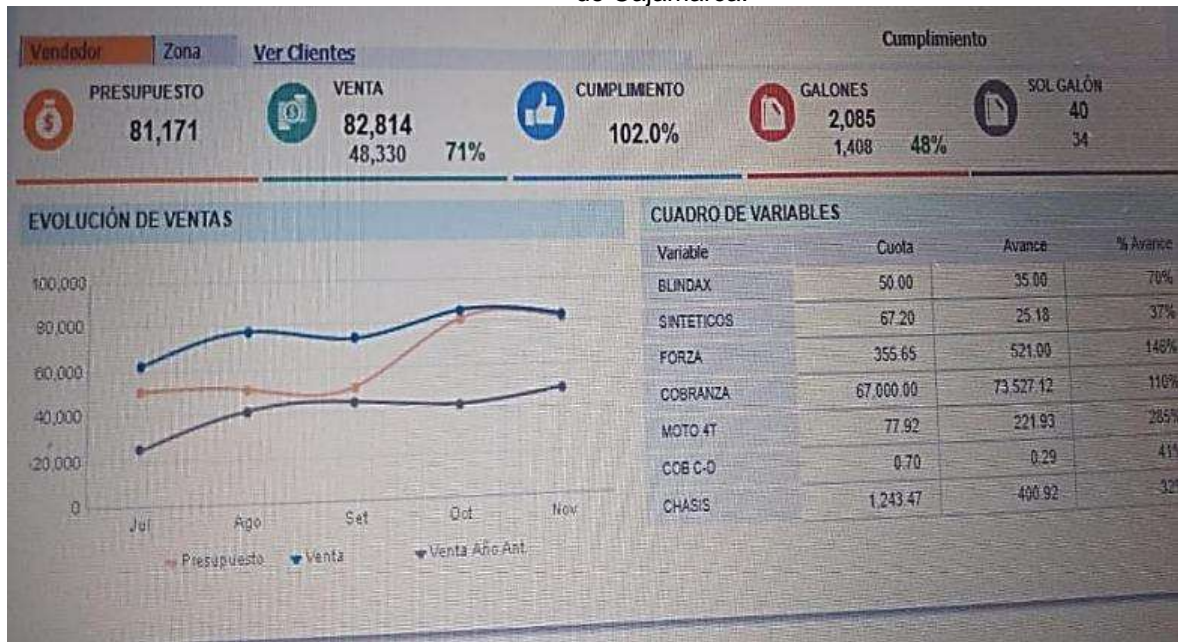 de Cajamarca.
Vendedor Zona Ver Clientes Cumplimiento
PRESUPUESTO VENTA CUMPLIMIENTO GALONES SOL GALÓN
81,171 82,814 102.0% 2,085 40
48,330 71% 1,408 48% 34
EVOLUCIÓN DE VENTAS
100,000
80,000
60,000
40,000
20,000
0
Jul Ago Set Oct Nov
Presupuesto Venta Venta Año Ant.
CUADRO DE VARIABLES
Variable Cuota Avance % Avance
BLINDAX 50.00 35.00 70%
SINTETICOS 67.20 25.18 37%
FORZA 355.65 521.00 146%
COBRANZA 67,000.00 73,527.12 110%
MOTO 4T 77.92 221.93 285%
COB C-D 0.70 0.29 41%
CHASIS 1,243.47 400.92 32%